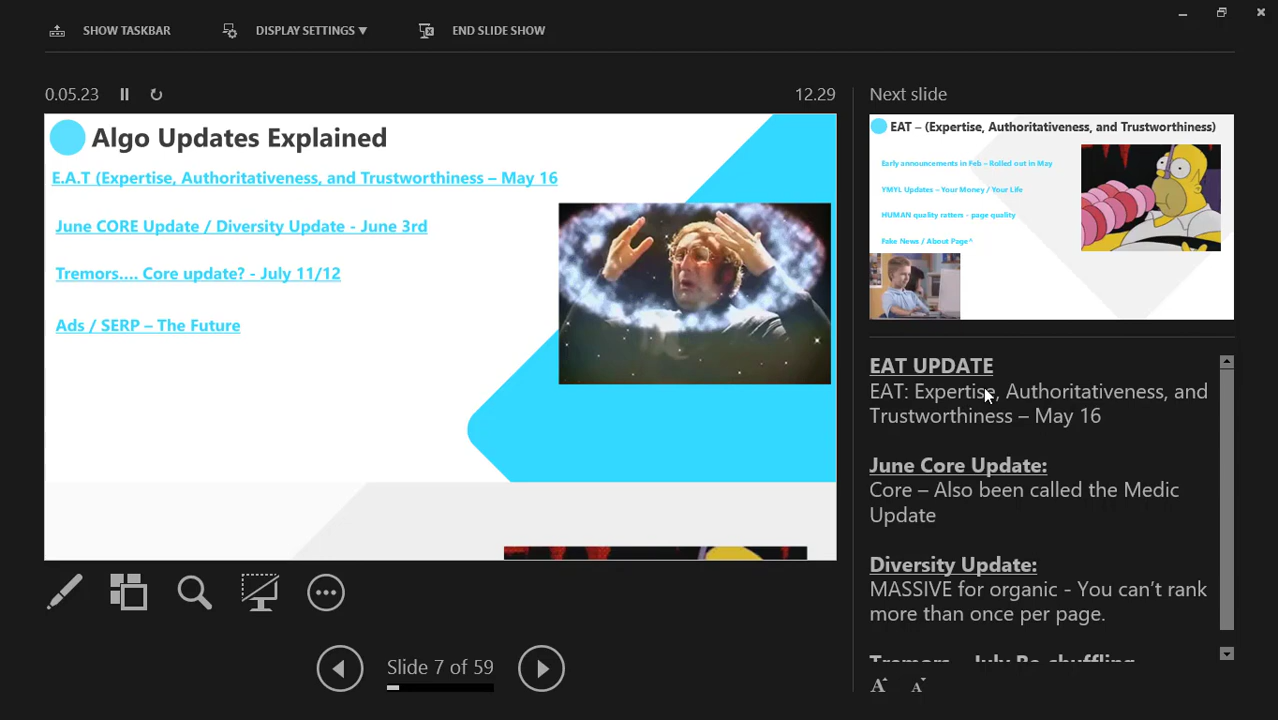 SHOW TASKBAR
DISPLAY SETTINGS ▼
END SLIDE SHOW
0.05.23
12.29
Algo Updates Explained
E.A.T (Expertise, Authoritativeness, and Trustworthiness – May 16
June CORE Update / Diversity Update - June 3rd
Tremors…. Core update? - July 11/12
Ads / SERP – The Future
Slide 7 of 59
Next slide
EAT – (Expertise, Authoritativeness, and Trustworthiness)
Early announcements in Feb – Rolled out in May
YMYL Updates – Your Money / Your Life
HUMAN quality ratters - page quality
Fake News / About Page^
EAT UPDATE
EAT: Expertise, Authoritativeness, and
Trustworthiness – May 16
June Core Update:
Core – Also been called the Medic
Update
Diversity Update:
MASSIVE for organic - You can’t rank
more than once per page.
Tremors – July Re-shuffling
A A